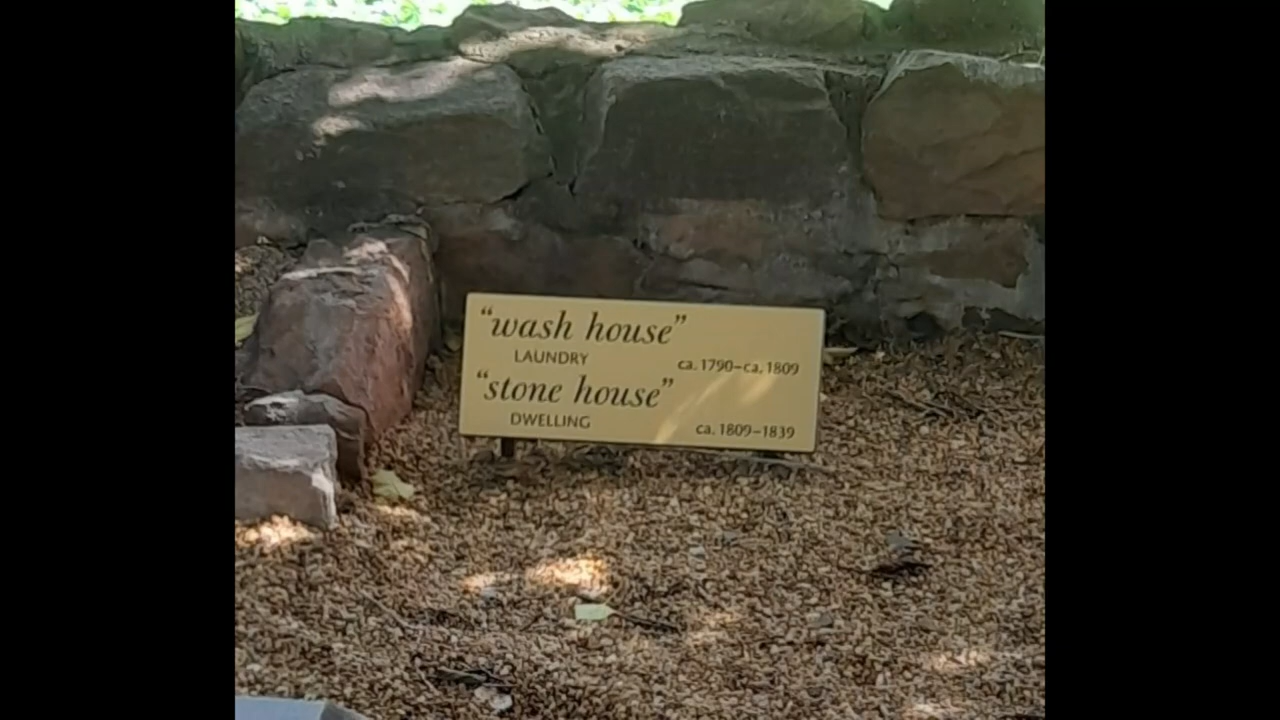 “wash house”
LAUNDRY ca. 1790–ca. 1809
“stone house”
DWELLING ca. 1809–1839